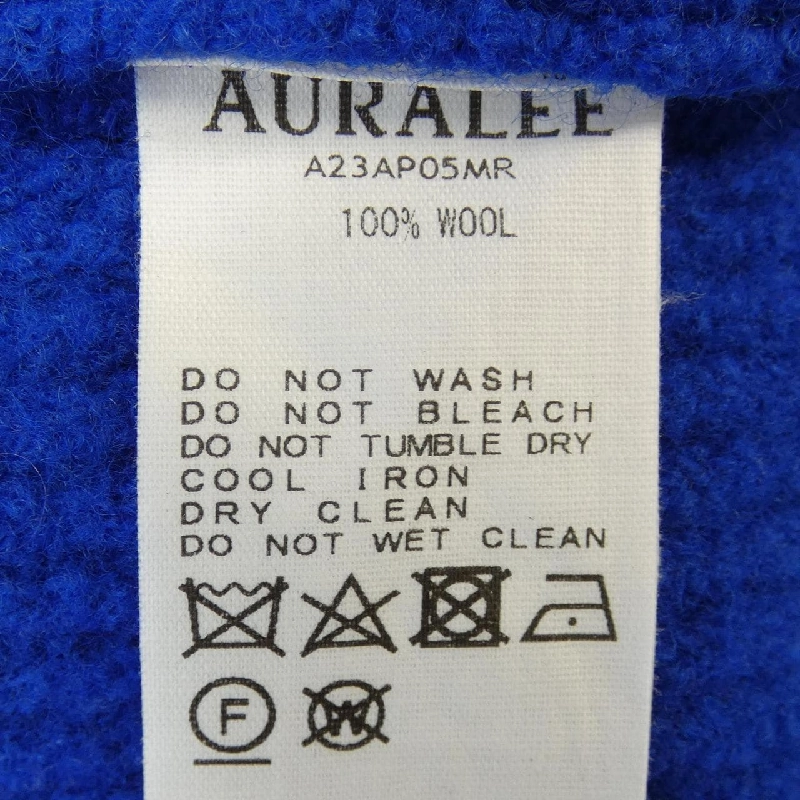 AURALEE
A23AP05MR
100% WOOL
DO NOT WASH
DO NOT BLEACH
DO NOT TUMBLE DRY
COOL IRON
DRY CLEAN
DO NOT WET CLEAN
F W